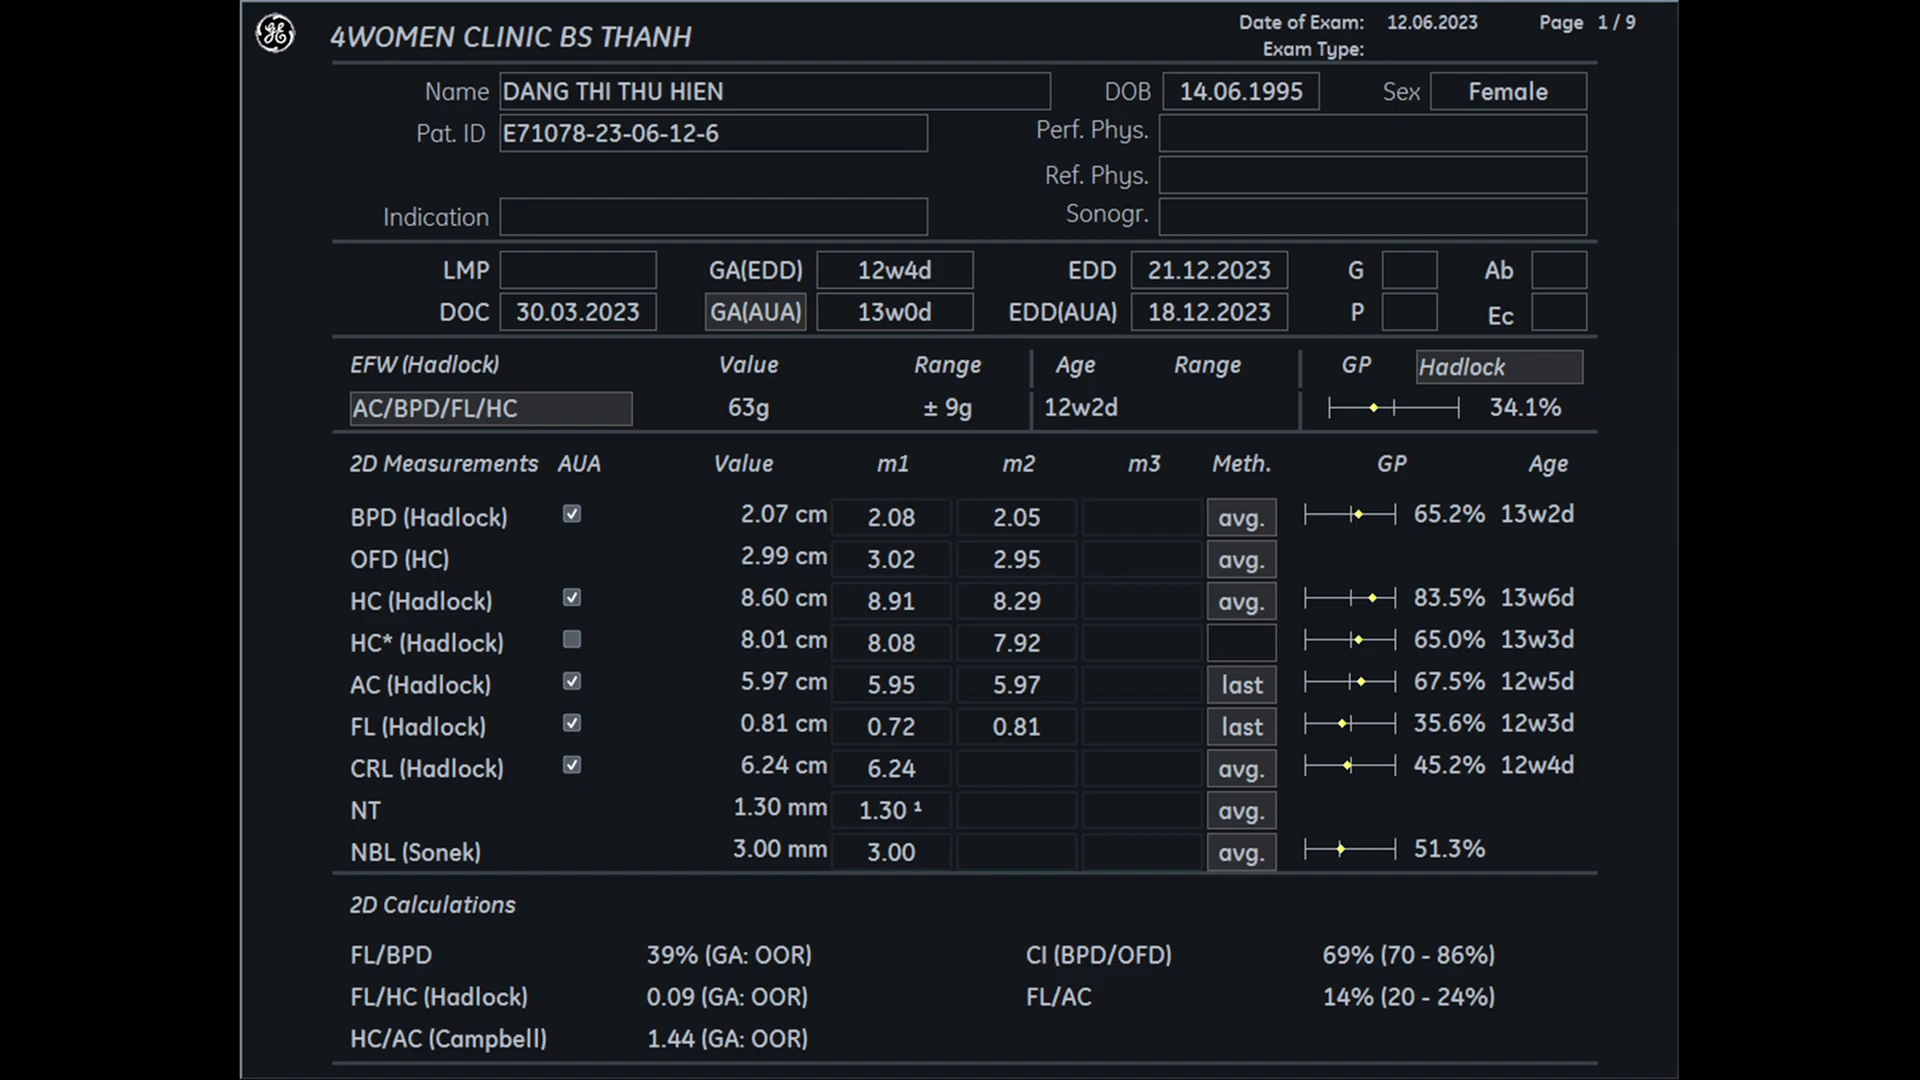 4WOMEN CLINIC BS THANH
Date of Exam: 12.06.2023 Page 1 / 9
Exam Type:
Name DANG THI THU HIEN DOB 14.06.1995 Sex Female
Pat. ID E71078-23-06-12-6 Perf. Phys.
Ref. Phys.
Indication Sonogr.
LMP GA(EDD) 12w4d EDD 21.12.2023 G Ab
DOC 30.03.2023 GA(AUA) 13w0d EDD(AUA) 18.12.2023 P Ec
EFW (Hadlock) Value Range Age Range GP Hadlock
AC/BPD/FL/HC 63g ± 9g 12w2d 34.1%
2D Measurements AUA Value m1 m2 m3 Meth. GP Age
BPD (Hadlock) 2.07 cm 2.08 2.05 avg. 65.2% 13w2d
OFD (HC) 2.99 cm 3.02 2.95 avg.
HC (Hadlock) 8.60 cm 8.91 8.29 avg. 83.5% 13w6d
HC* (Hadlock) 8.01 cm 8.08 7.92 65.0% 13w3d
AC (Hadlock) 5.97 cm 5.95 5.97 last 67.5% 12w5d
FL (Hadlock) 0.81 cm 0.72 0.81 last 35.6% 12w3d
CRL (Hadlock) 6.24 cm 6.24 avg. 45.2% 12w4d
NT 1.30 mm 1.30 ¹ avg.
NBL (Sonek) 3.00 mm 3.00 avg. 51.3%
2D Calculations
FL/BPD 39% (GA: OOR) CI (BPD/OFD) 69% (70 - 86%)
FL/HC (Hadlock) 0.09 (GA: OOR) FL/AC 14% (20 - 24%)
HC/AC (Campbell) 1.44 (GA: OOR)